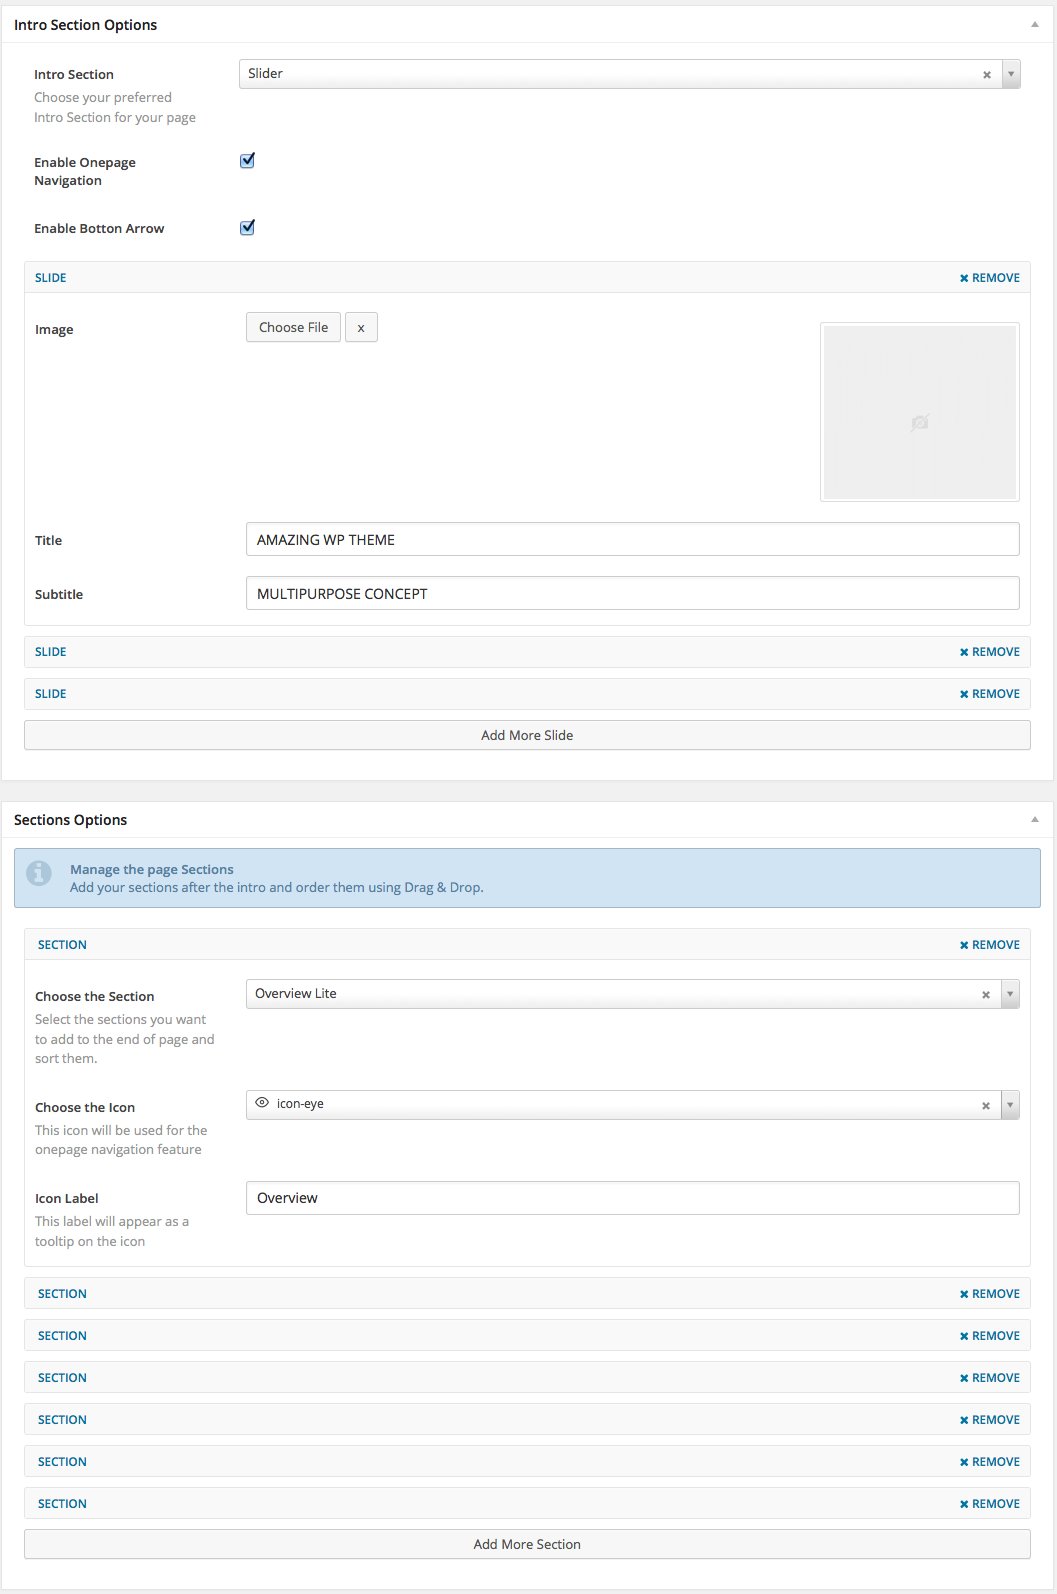 Intro Section Options
Intro Section
Slider
Choose your preferred
Intro Section for your page
Enable Onepage
Navigation
Enable Botton Arrow
SLIDE
REMOVE
Image
Choose File
x
Title
AMAZING WP THEME
Subtitle
MULTIPURPOSE CONCEPT
SLIDE
REMOVE
SLIDE
REMOVE
Add More Slide
Sections Options
Manage the page Sections
Add your sections after the intro and order them using Drag & Drop.
SECTION
REMOVE
Choose the Section
Overview Lite
Select the sections you want
to add to the end of page and
sort them.
Choose the Icon
icon-eye
This icon will be used for the
onepage navigation feature
Icon Label
Overview
This label will appear as a
tooltip on the icon
SECTION
REMOVE
SECTION
REMOVE
SECTION
REMOVE
SECTION
REMOVE
SECTION
REMOVE
SECTION
REMOVE
Add More Section